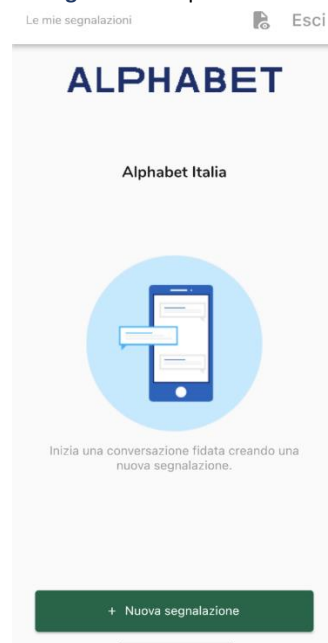 Le mie segnalazioni
Esci
ALPHABET
Alphabet Italia
Inizia una conversazione fidata creando una
nuova segnalazione.
+ Nuova segnalazione